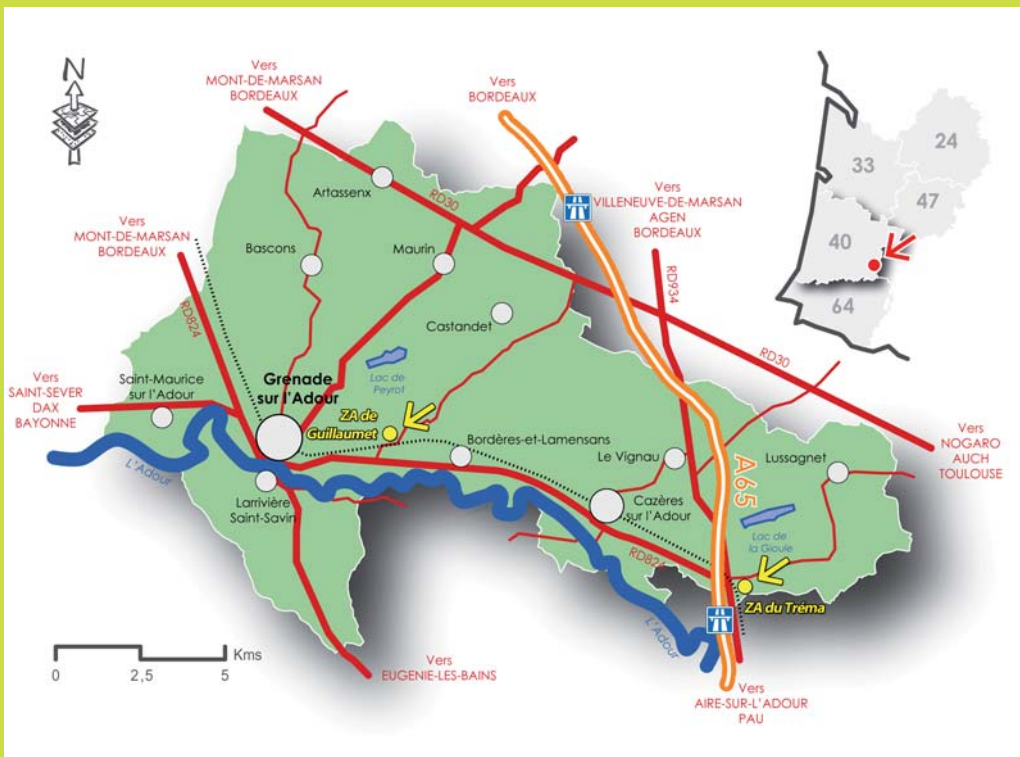 N
Vers
MONT-DE-MARSAN
BORDEAUX
Vers
BORDEAUX
33
24
47
40
64
Vers
VILLENEUVE-DE-MARSAN
AGEN
BORDEAUX
Artassenx
RD30
Vers
MONT-DE-MARSAN
BORDEAUX
Bascons
Maurin
RD934
RD824
Castandet
RD30
Lac de
Peyrot
Vers
SAINT-SEVER
DAX
BAYONNE
Saint-Maurice
sur l'Adour
Grenade
sur l'Adour
ZA de
Guillaumet
Bordères-et-Lamensans
Le Vignau
A65
Lussagnet
Vers
NOGARO
AUCH
TOULOUSE
L'Adour
Larrivière
Saint-Savin
Cazères
sur l'Adour
Lac de
la Gioule
RD824
ZA du Tréma
L'Adour
0
2,5
5
Kms
Vers
EUGENIE-LES-BAINS
Vers
AIRE-SUR-L'ADOUR
PAU